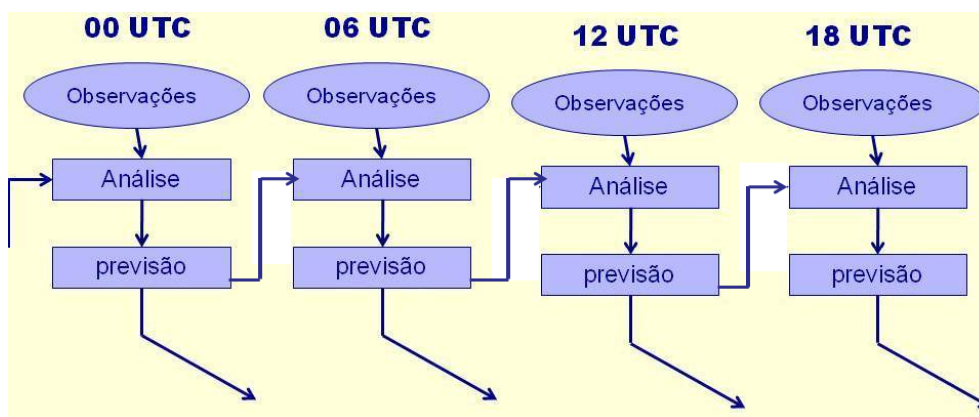 00 UTC
06 UTC
12 UTC
18 UTC
Observações
Observações
Observações
Observações
Análise
Análise
Análise
Análise
previsão
previsão
previsão
previsão